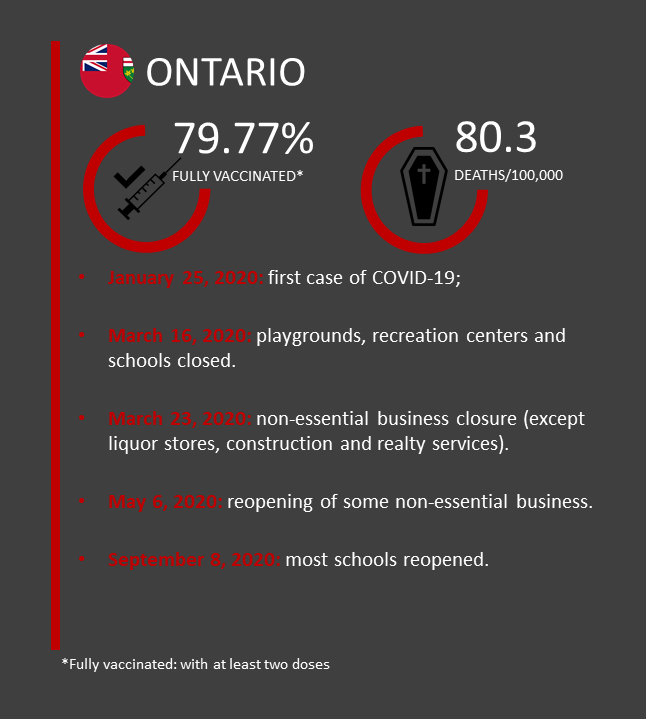 ONTARIO
79.77%
FULLY VACCINATED*
80.3
DEATHS/100,000
• January 25, 2020: first case of COVID-19;
• March 16, 2020: playgrounds, recreation centers and
schools closed.
• March 23, 2020: non-essential business closure (except
liquor stores, construction and realty services).
• May 6, 2020: reopening of some non-essential business.
• September 8, 2020: most schools reopened.
*Fully vaccinated: with at least two doses